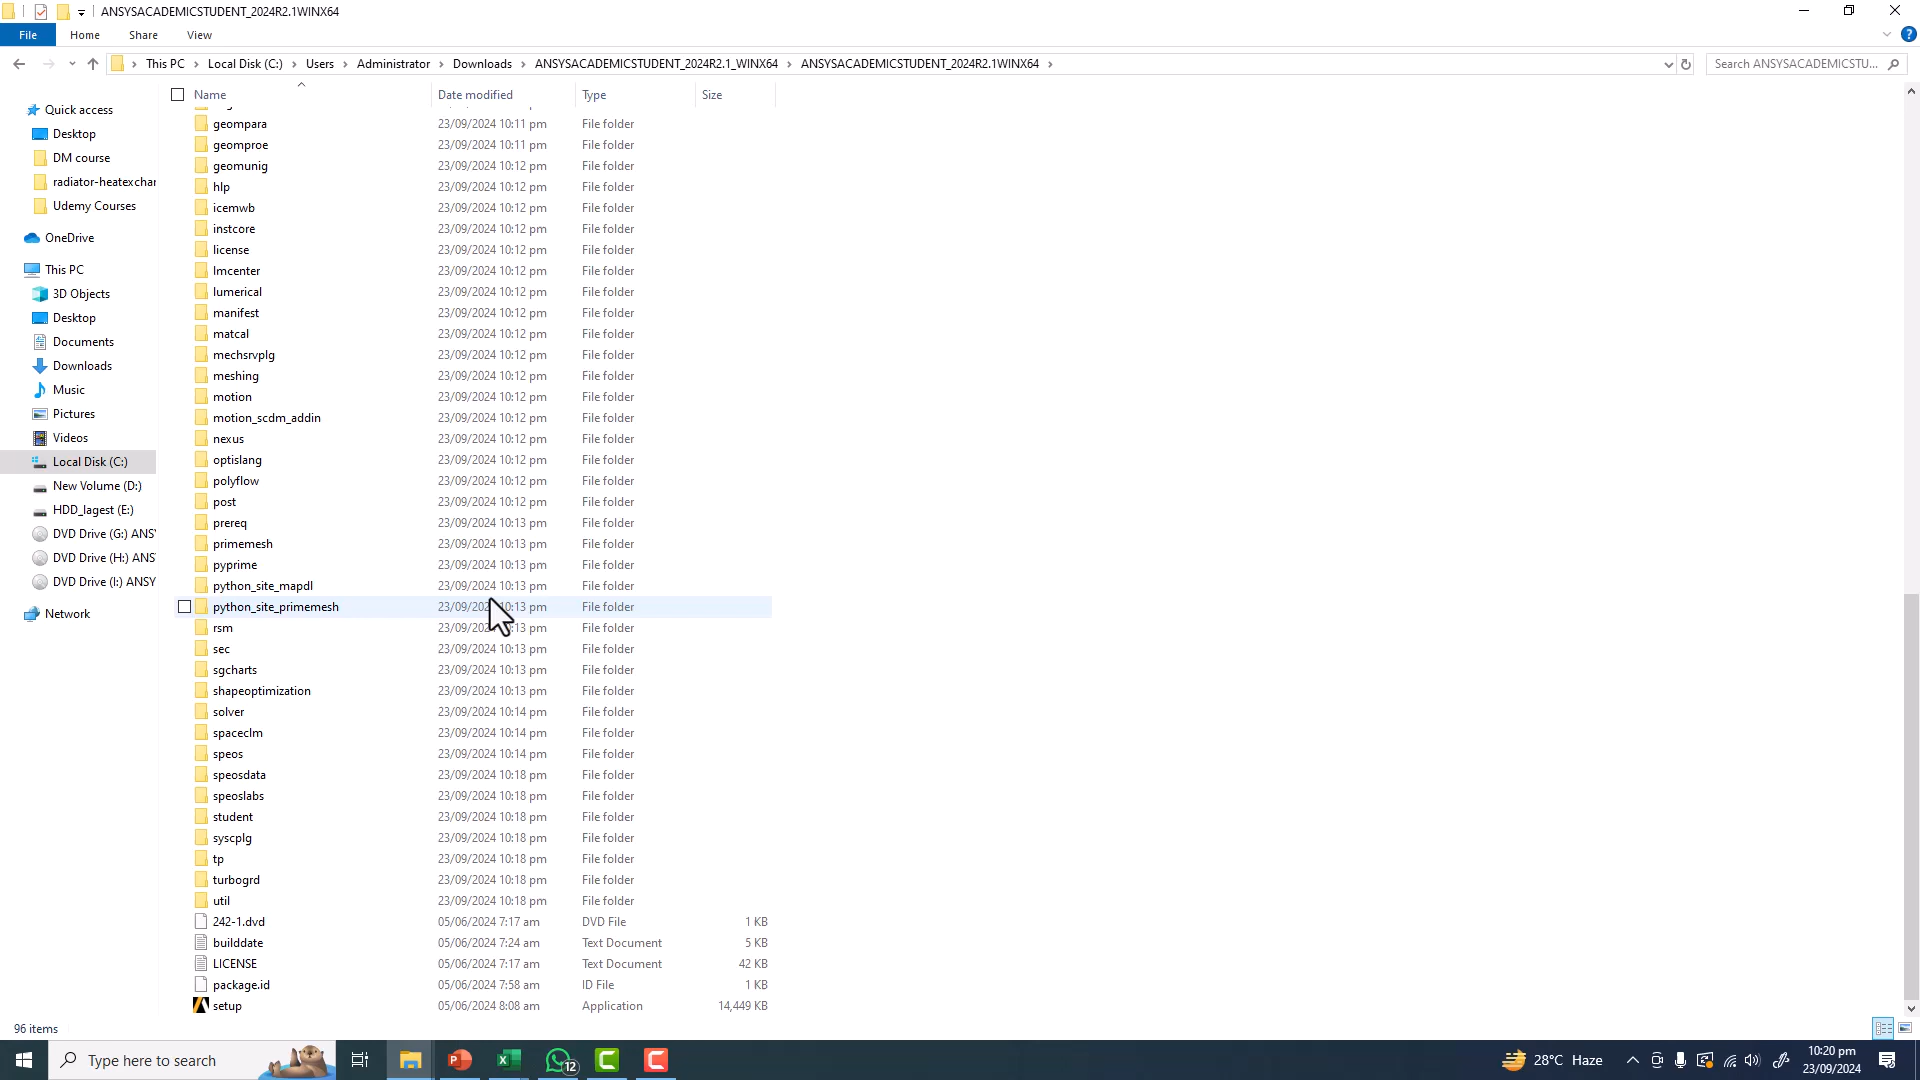 ANSYSACADEMICSTUDENT_2024R2.1WINX64
File Home Share View
This PC Local Disk (C:) Users Administrator Downloads ANSYSACADEMICSTUDENT_2024R2.1_WINX64 ANSYSACADEMICSTUDENT_2024R2.1WINX64
Search ANSYSACADEMICSTU...
Name Date modified Type Size
Quick access
Desktop
DM course
radiator-heatexchar
Udemy Courses
OneDrive
This PC
3D Objects
Desktop
Documents
Downloads
Music
Pictures
Videos
Local Disk (C:)
New Volume (D:)
HDD_lagest (E:)
DVD Drive (G:) ANS
DVD Drive (H:) ANS
DVD Drive (I:) ANSY
Network
geompara 23/09/2024 10:11 pm File folder
geomproe 23/09/2024 10:11 pm File folder
geomunig 23/09/2024 10:12 pm File folder
hlp 23/09/2024 10:12 pm File folder
icemwb 23/09/2024 10:12 pm File folder
instcore 23/09/2024 10:12 pm File folder
license 23/09/2024 10:12 pm File folder
lmcenter 23/09/2024 10:12 pm File folder
lumerical 23/09/2024 10:12 pm File folder
manifest 23/09/2024 10:12 pm File folder
matcal 23/09/2024 10:12 pm File folder
mechsrvplg 23/09/2024 10:12 pm File folder
meshing 23/09/2024 10:12 pm File folder
motion 23/09/2024 10:12 pm File folder
motion_scdm_addin 23/09/2024 10:12 pm File folder
nexus 23/09/2024 10:12 pm File folder
optislang 23/09/2024 10:12 pm File folder
polyflow 23/09/2024 10:12 pm File folder
post 23/09/2024 10:12 pm File folder
prereq 23/09/2024 10:13 pm File folder
primemesh 23/09/2024 10:13 pm File folder
pyprime 23/09/2024 10:13 pm File folder
python_site_mapdl 23/09/2024 10:13 pm File folder
python_site_primemesh 23/09/202 0:13 pm File folder
rsm 23/09/202 :13 pm File folder
sec 23/09/2024 10:13 pm File folder
sgcharts 23/09/2024 10:13 pm File folder
shapeoptimization 23/09/2024 10:13 pm File folder
solver 23/09/2024 10:14 pm File folder
spaceclm 23/09/2024 10:14 pm File folder
speos 23/09/2024 10:14 pm File folder
speosdata 23/09/2024 10:18 pm File folder
speoslabs 23/09/2024 10:18 pm File folder
student 23/09/2024 10:18 pm File folder
syscplg 23/09/2024 10:18 pm File folder
tp 23/09/2024 10:18 pm File folder
turbogrd 23/09/2024 10:18 pm File folder
util 23/09/2024 10:18 pm File folder
242-1.dvd 05/06/2024 7:17 am DVD File 1 KB
builddate 05/06/2024 7:24 am Text Document 5 KB
LICENSE 05/06/2024 7:17 am Text Document 42 KB
package.id 05/06/2024 7:58 am ID File 1 KB
setup 05/06/2024 8:08 am Application 14,449 KB
96 items
Type here to search
12
28°C Haze
10:20 pm
23/09/2024